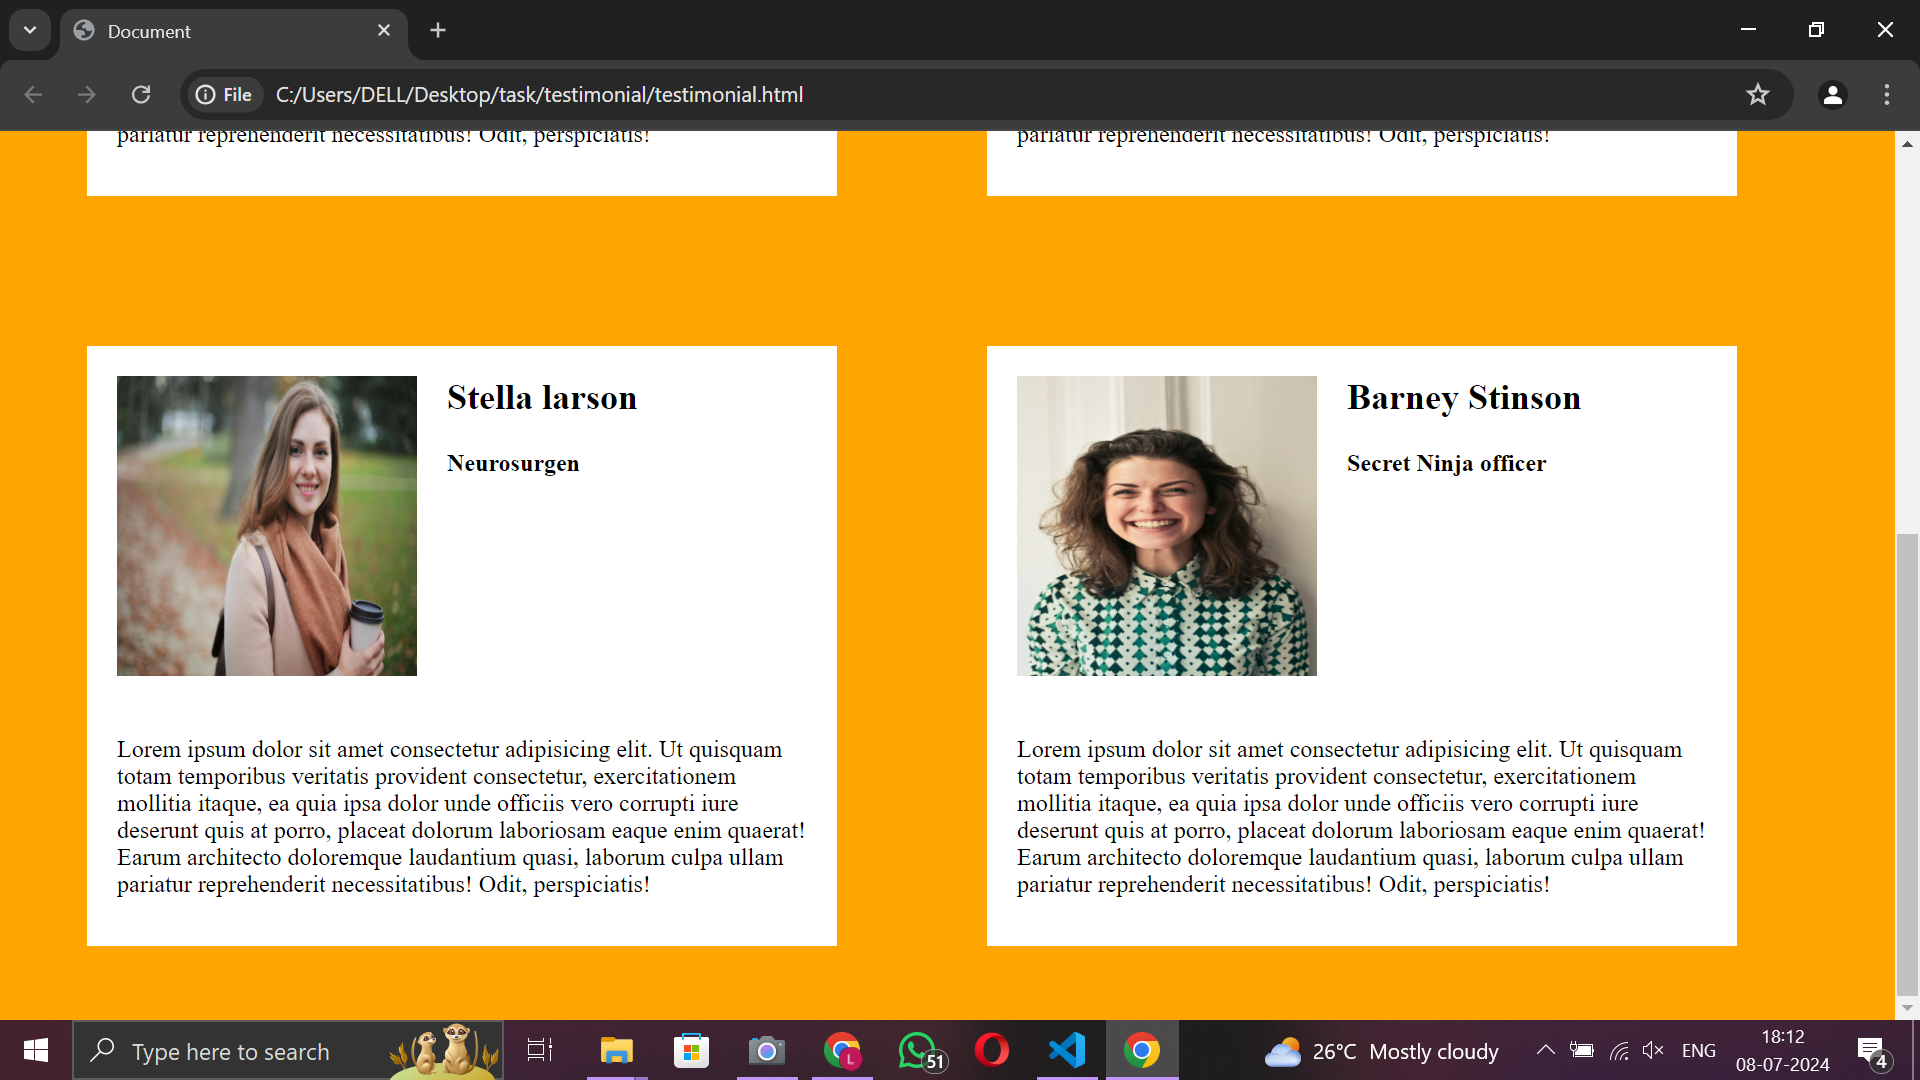 Document
File
C:/Users/DELL/Desktop/task/testimonial/testimonial.html
pariatur reprehenderit necessitatibus! Odit, perspiciatis!
pariatur reprehenderit necessitatibus! Odit, perspiciatis!
Stella larson
Neurosurgen
Lorem ipsum dolor sit amet consectetur adipisicing elit. Ut quisquam
totam temporibus veritatis provident consectetur, exercitationem
mollitia itaque, ea quia ipsa dolor unde officiis vero corrupti iure
deserunt quis at porro, placeat dolorum laboriosam eaque enim quaerat!
Earum architecto doloremque laudantium quasi, laborum culpa ullam
pariatur reprehenderit necessitatibus! Odit, perspiciatis!
Barney Stinson
Secret Ninja officer
Lorem ipsum dolor sit amet consectetur adipisicing elit. Ut quisquam
totam temporibus veritatis provident consectetur, exercitationem
mollitia itaque, ea quia ipsa dolor unde officiis vero corrupti iure
deserunt quis at porro, placeat dolorum laboriosam eaque enim quaerat!
Earum architecto doloremque laudantium quasi, laborum culpa ullam
pariatur reprehenderit necessitatibus! Odit, perspiciatis!
Type here to search
L
51
26°C Mostly cloudy
ENG
18:12
08-07-2024
4